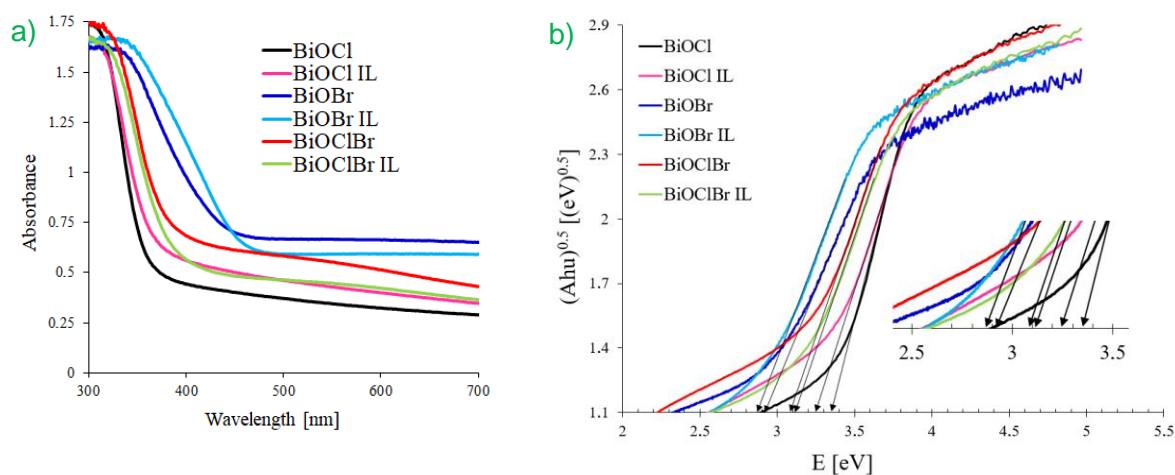 a)
1.75
1.5
1.25
1
0.75
0.5
0.25
0
Absorbance
BiOCl
BiOCl IL
BiOBr
BiOBr IL
BiOClBr
BiOClBr IL
300 400 500 600 700
Wavelength [nm]
b)
2.9
2.6
2.3
2
1.7
1.4
1.1
(Ahυ)^0.5 [(eV)^0.5]
BiOCl
BiOCl IL
BiOBr
BiOBr IL
BiOClBr
BiOClBr IL
2.5 3 3.5
2 2.5 3 3.5 4 4.5 5 5.5
E [eV]